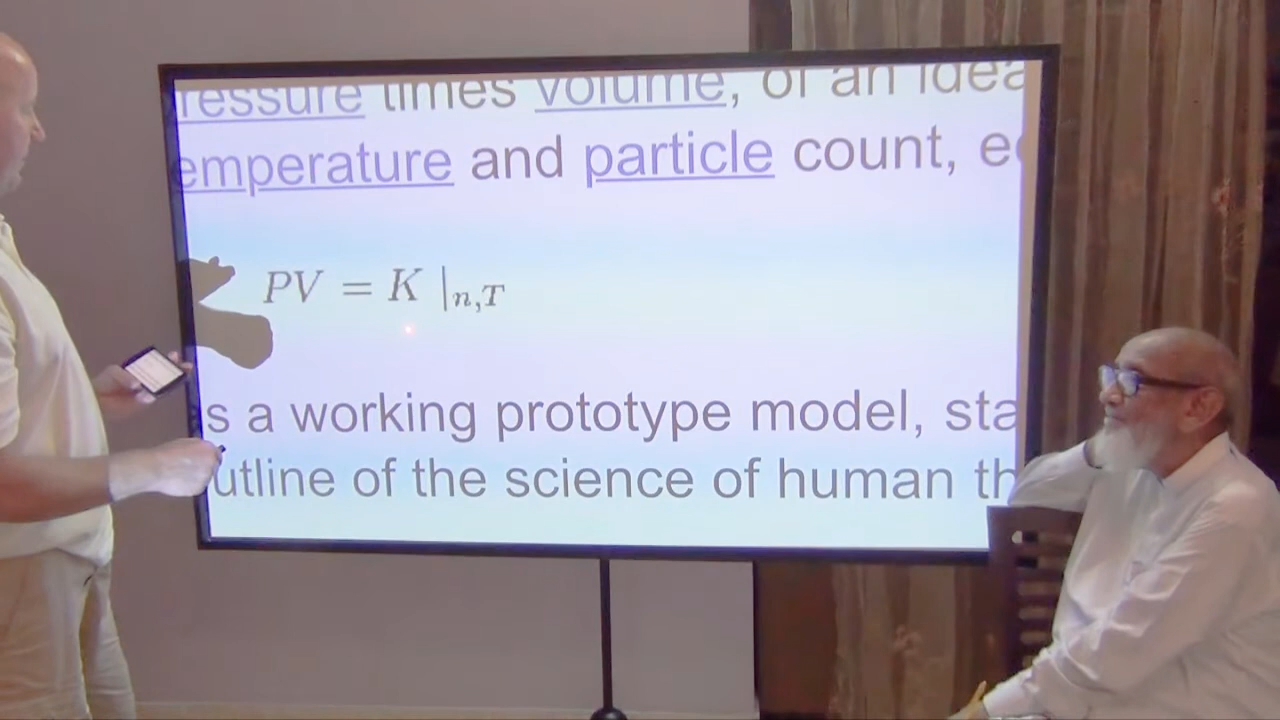 ressure times volume, of an idea
emperature and particle count, e
PV = K |n,T
s a working prototype model, sta
utline of the science of human th